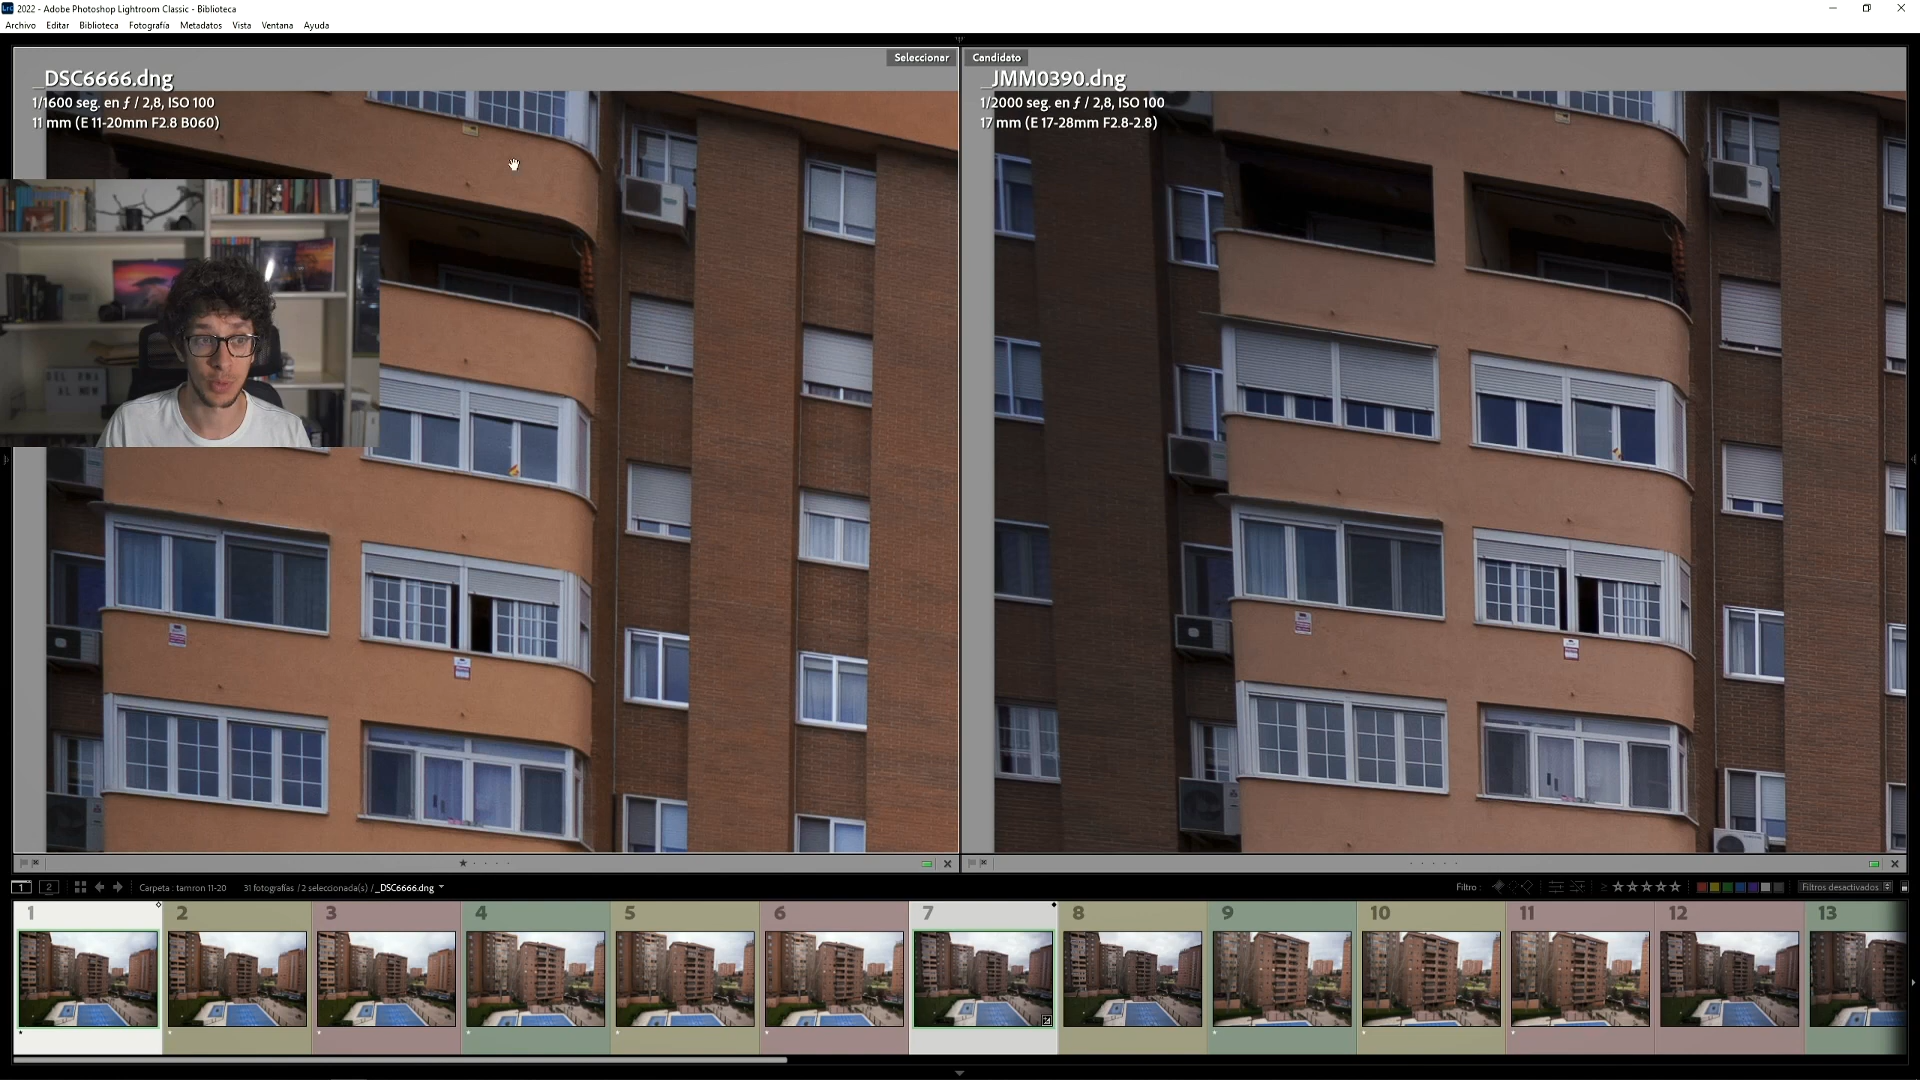 2022 - Adobe Photoshop Lightroom Classic - Biblioteca
Archivo Editar Biblioteca Fotografía Metadatos Vista Ventana Ayuda
Seleccionar
_DSC6666.dng
1/1600 seg. en ƒ / 2,8, ISO 100
11 mm (E 11-20mm F2.8 B060)
Candidato
_JMM0390.dng
1/2000 seg. en ƒ / 2,8, ISO 100
17 mm (E 17-28mm F2.8-2.8)
1 2 Carpeta : tamron 11-20 31 fotografías / 2 seleccionada(s) / _DSC6666.dng Filtro : Filtros desactivados
1 2 3 4 5 6 7 8 9 10 11 12 13